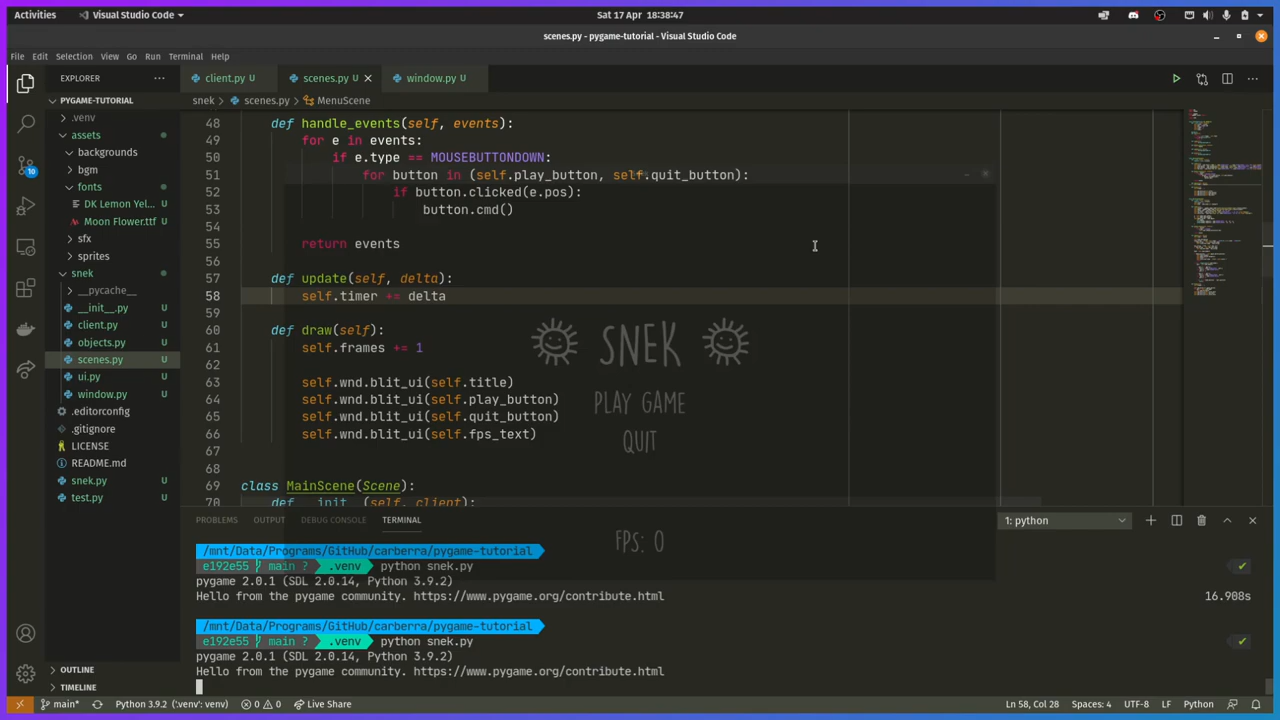 Activities
Visual Studio Code
Sat 17 Apr 18:38:47
scenes.py - pygame-tutorial - Visual Studio Code
File Edit Selection View Go Run Terminal Help
EXPLORER
client.py U
scenes.py U
window.py U
PYGAME-TUTORIAL
snek > scenes.py > MenuScene
.venv
assets
backgrounds
bgm
fonts
DK Lemon Yel...
Moon Flower.ttf
sfx
sprites
snek
__pycache__
__init__.py U
client.py U
objects.py U
scenes.py U
ui.py U
window.py U
.editorconfig
.gitignore
LICENSE
README.md
snek.py U
test.py U
OUTLINE
TIMELINE
10
48 def handle_events(self, events):
49 for e in events:
50 if e.type == MOUSEBUTTONDOWN:
51 for button in (self.play_button, self.quit_button):
52 if button.clicked(e.pos):
53 button.cmd()
54
55 return events
56
57 def update(self, delta):
58 self.timer += delta
59
60 def draw(self):
61 self.frames += 1
62
63 self.wnd.blit_ui(self.title)
64 self.wnd.blit_ui(self.play_button)
65 self.wnd.blit_ui(self.quit_button)
66 self.wnd.blit_ui(self.fps_text)
67
68
69 class MainScene(Scene):
70 def __init__(self, client):
SNEK
PLAY GAME
QUIT
FPS: 0
PROBLEMS OUTPUT DEBUG CONSOLE TERMINAL
1: python
/mnt/Data/Programs/GitHub/carberra/pygame-tutorial
e192e55 main ? .venv python snek.py
pygame 2.0.1 (SDL 2.0.14, Python 3.9.2)
Hello from the pygame community. https://www.pygame.org/contribute.html
16.908s
/mnt/Data/Programs/GitHub/carberra/pygame-tutorial
e192e55 main ? .venv python snek.py
pygame 2.0.1 (SDL 2.0.14, Python 3.9.2)
Hello from the pygame community. https://www.pygame.org/contribute.html
main* Python 3.9.2 ('.venv': venv) 0 0 Live Share
Ln 58, Col 28 Spaces: 4 UTF-8 LF Python